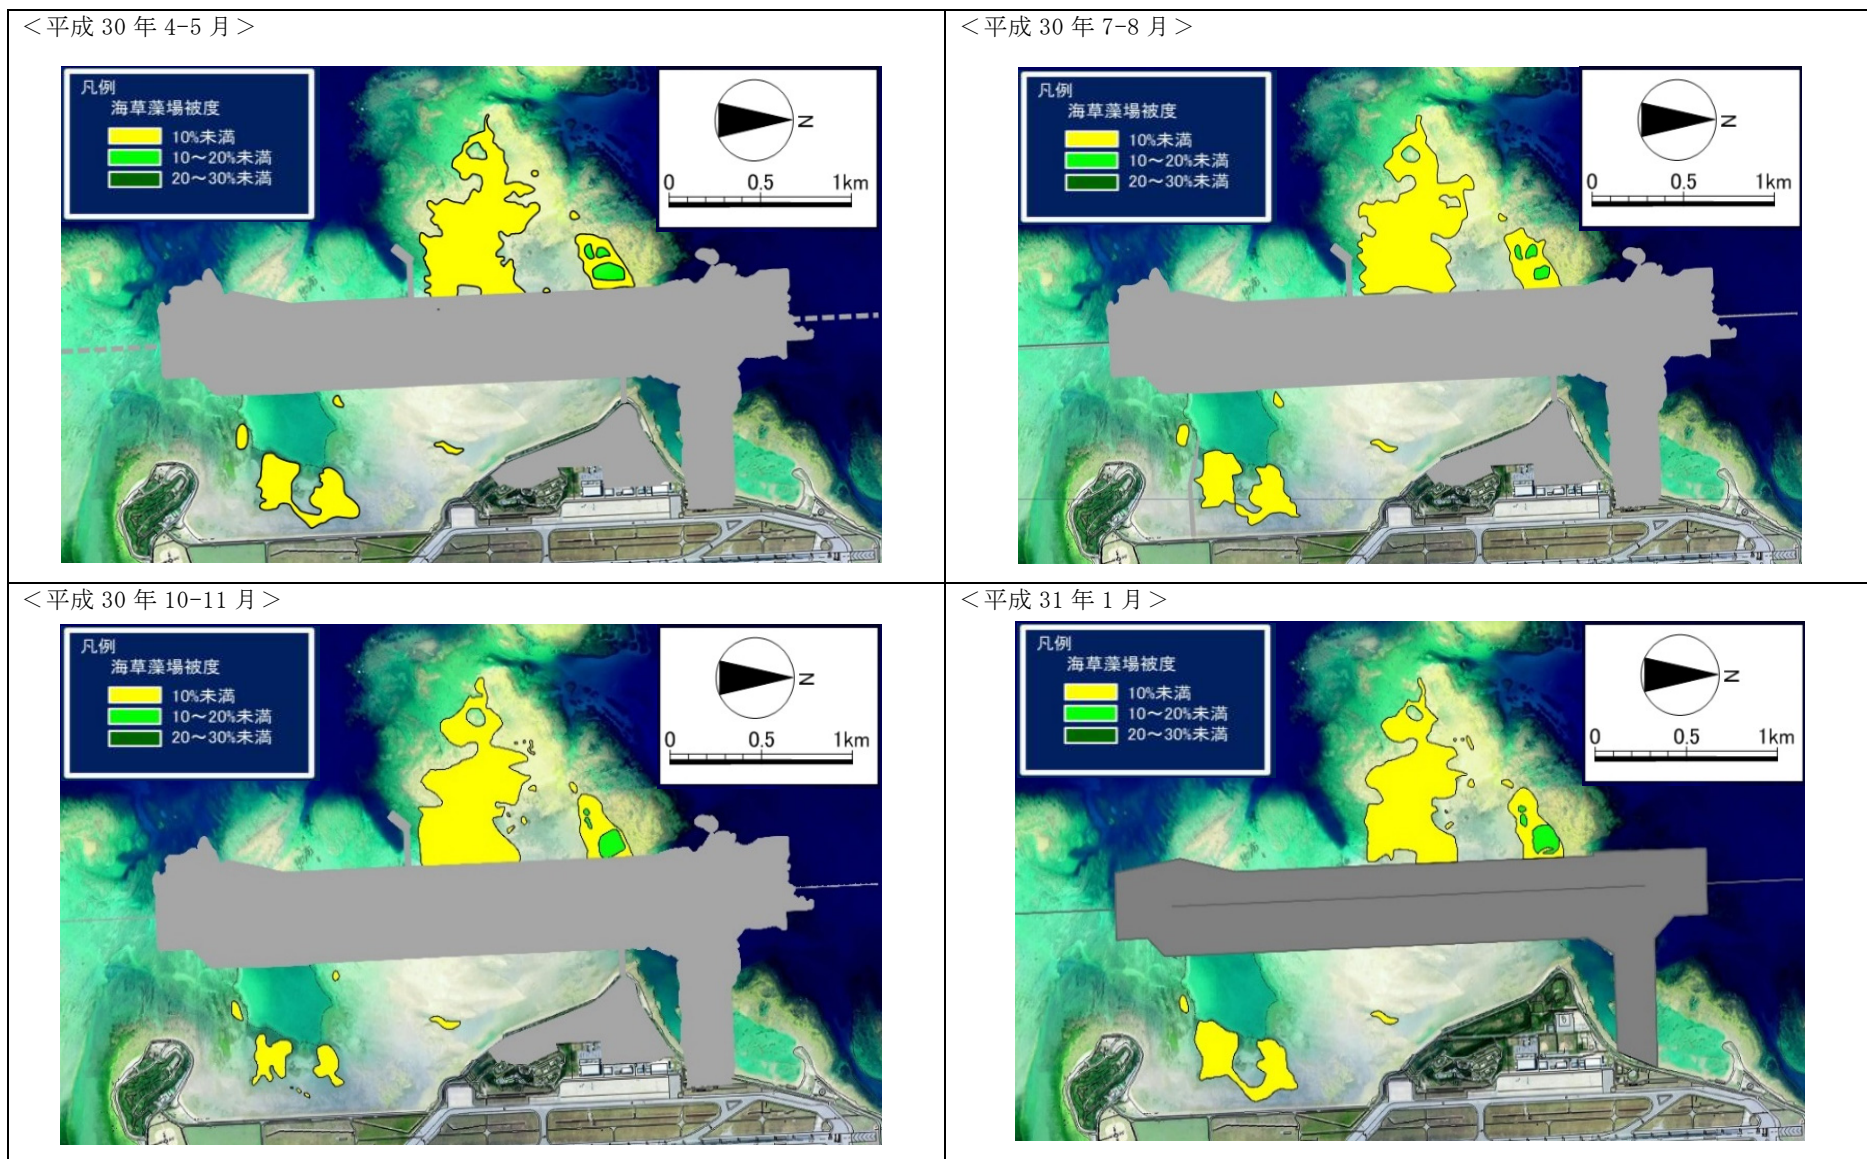 ＜平成 30 年 4-5 月＞
凡例
海草藻場被度
10%未満
10～20%未満
20～30%未満
N
0 0.5 1km
＜平成 30 年 7-8 月＞
凡例
海草藻場被度
10%未満
10～20%未満
20～30%未満
N
0 0.5 1km
＜平成 30 年 10-11 月＞
凡例
海草藻場被度
10%未満
10～20%未満
20～30%未満
N
0 0.5 1km
＜平成 31 年 1 月＞
凡例
海草藻場被度
10%未満
10～20%未満
20～30%未満
N
0 0.5 1km